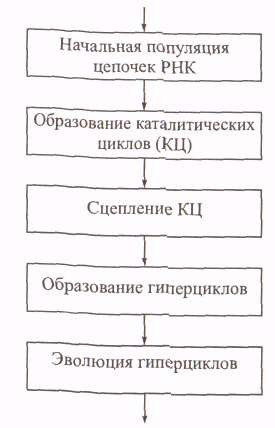 Начальная популяция
цепочек РНК
Образование каталитических
циклов (КЦ)
Сцепление КЦ
Образование гиперциклов
Эволюция гиперциклов